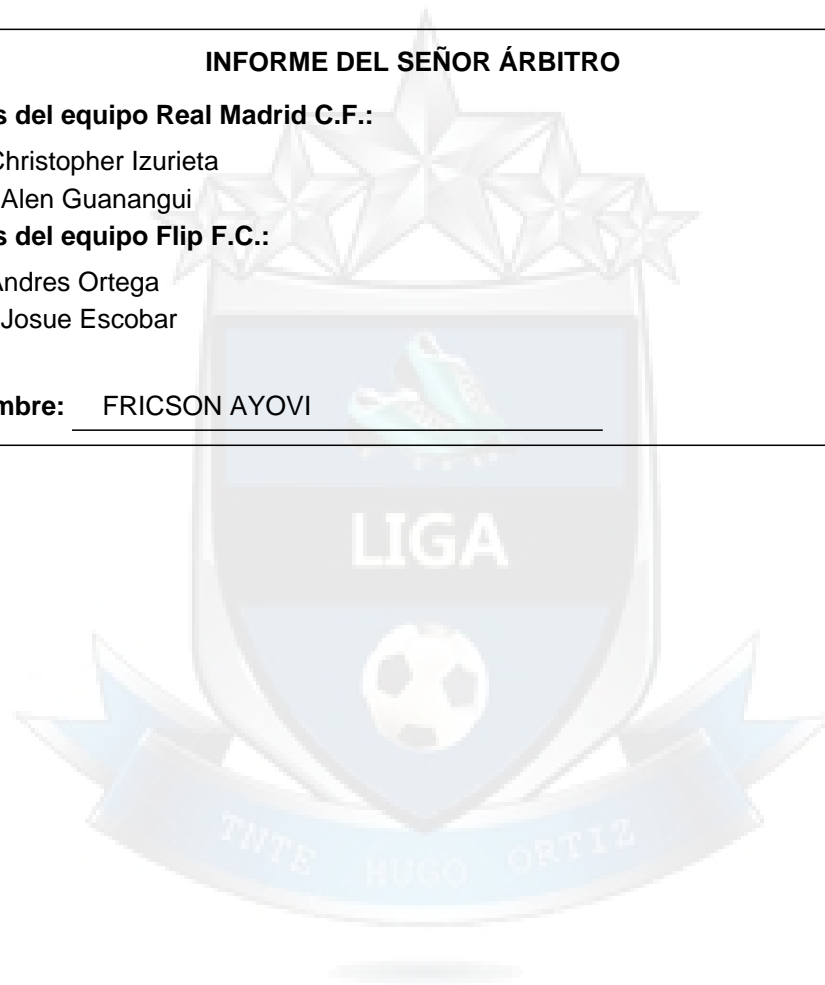 INFORME DEL SEÑOR ÁRBITRO
s del equipo Real Madrid C.F.:
Christopher Izurieta
Alen Guanangui
s del equipo Flip F.C.:
Andres Ortega
Josue Escobar
mbre: FRICSON AYOVI
LIGA
TNTE HUGO ORTIZ